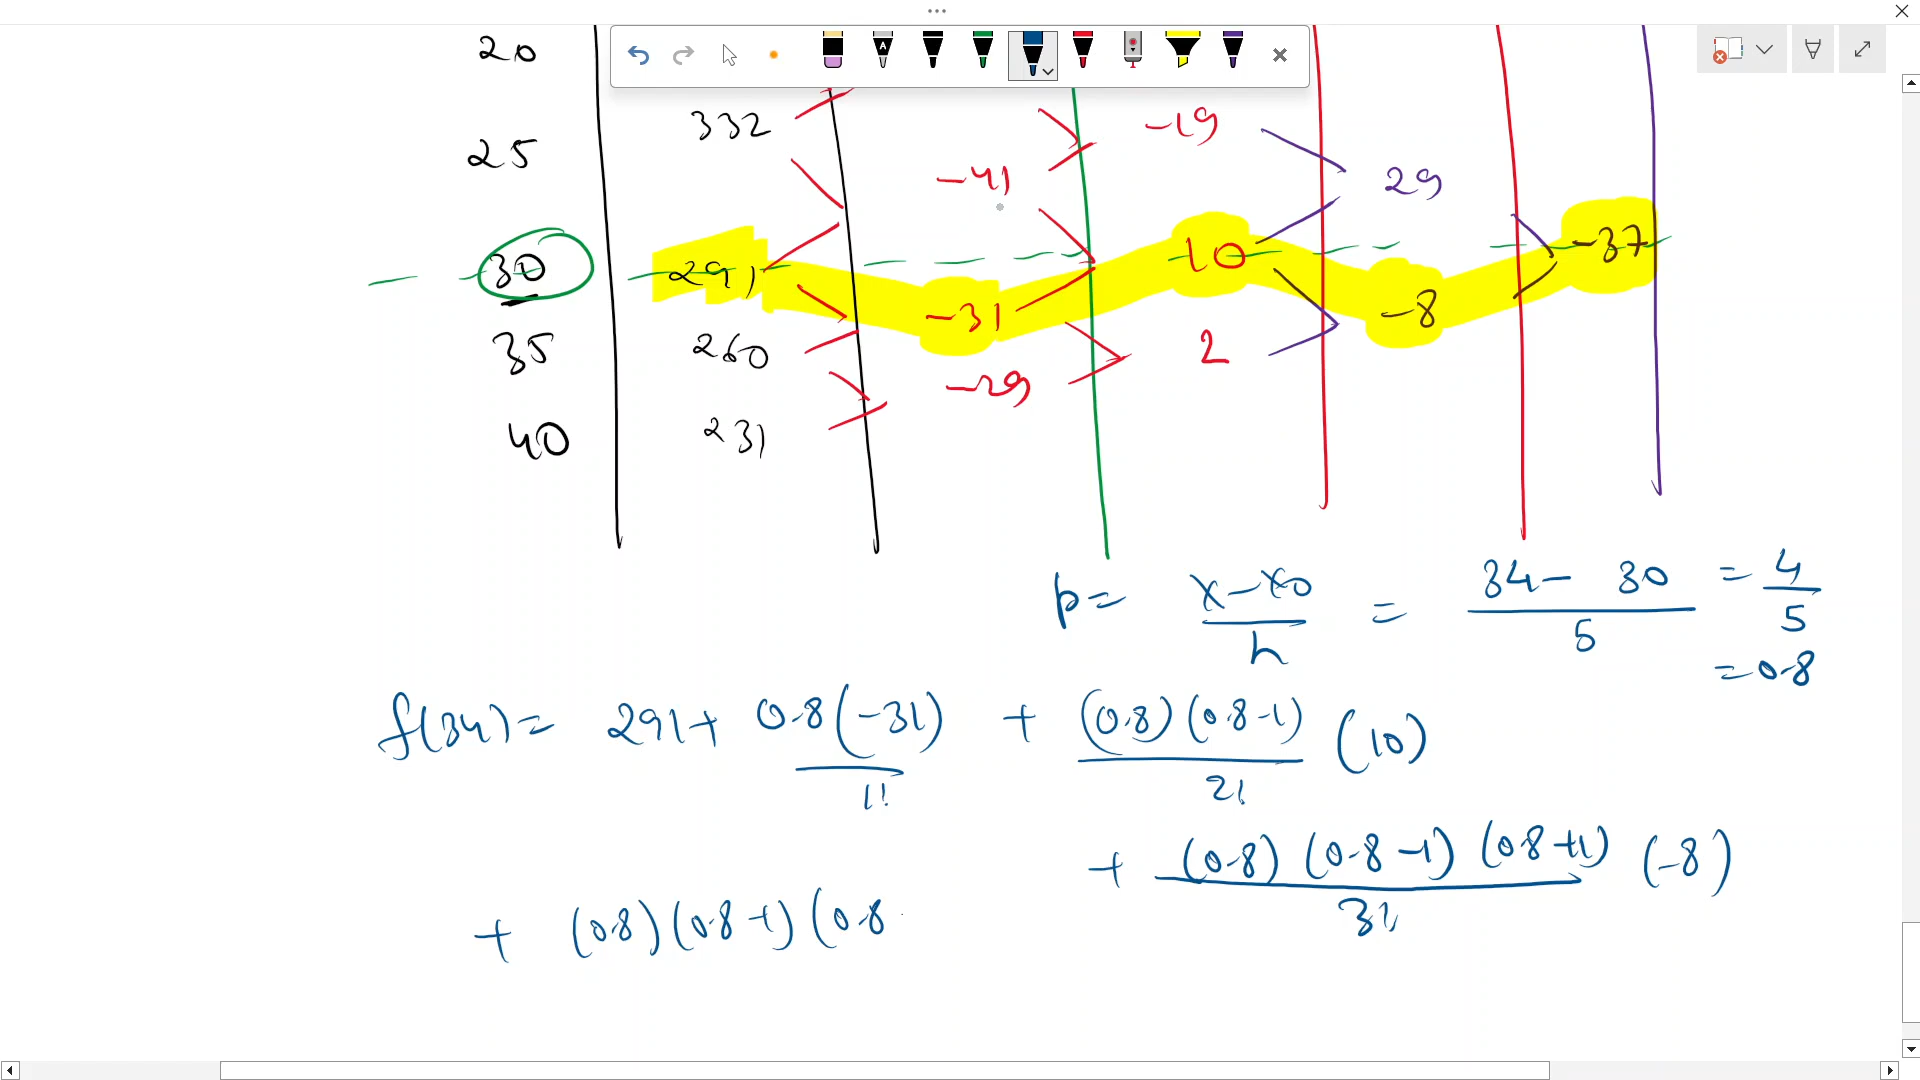 20
332
-19
25
-41
29
30 291 -31 10 -8 -37
35 260 2
-29
40 231
p = x-x0/h = 34- 30/5 = 4/5
= 0.8
f(34) = 291 + 0.8(-31)/1! + (0.8)(0.8-1)/2! (10)
+ (0.8)(0.8-1)(0.8+1)/3! (-8)
+ (0.8)(0.8-1)(0.8